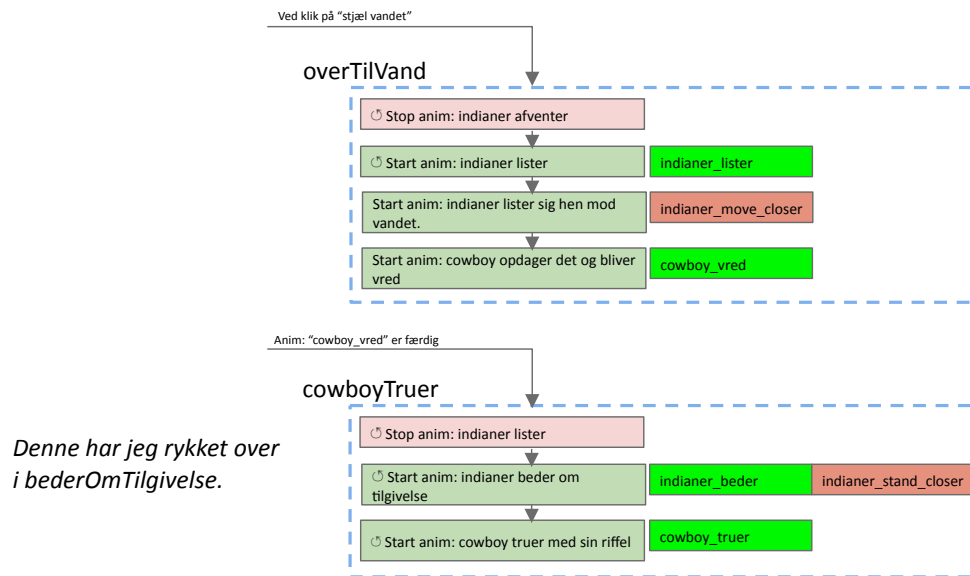 Ved klik på “stjæl vandet”
overTilVand
Stop anim: indianer afventer
Start anim: indianer lister
indianer_lister
Start anim: indianer lister sig hen mod
vandet.
indianer_move_closer
Start anim: cowboy opdager det og bliver
vred
cowboy_vred
Anim: “cowboy_vred” er færdig
cowboyTruer
Stop anim: indianer lister
Denne har jeg rykket over
i bederOmTilgivelse.
Start anim: indianer beder om
tilgivelse
indianer_beder
indianer_stand_closer
Start anim: cowboy truer med sin riffel
cowboy_truer